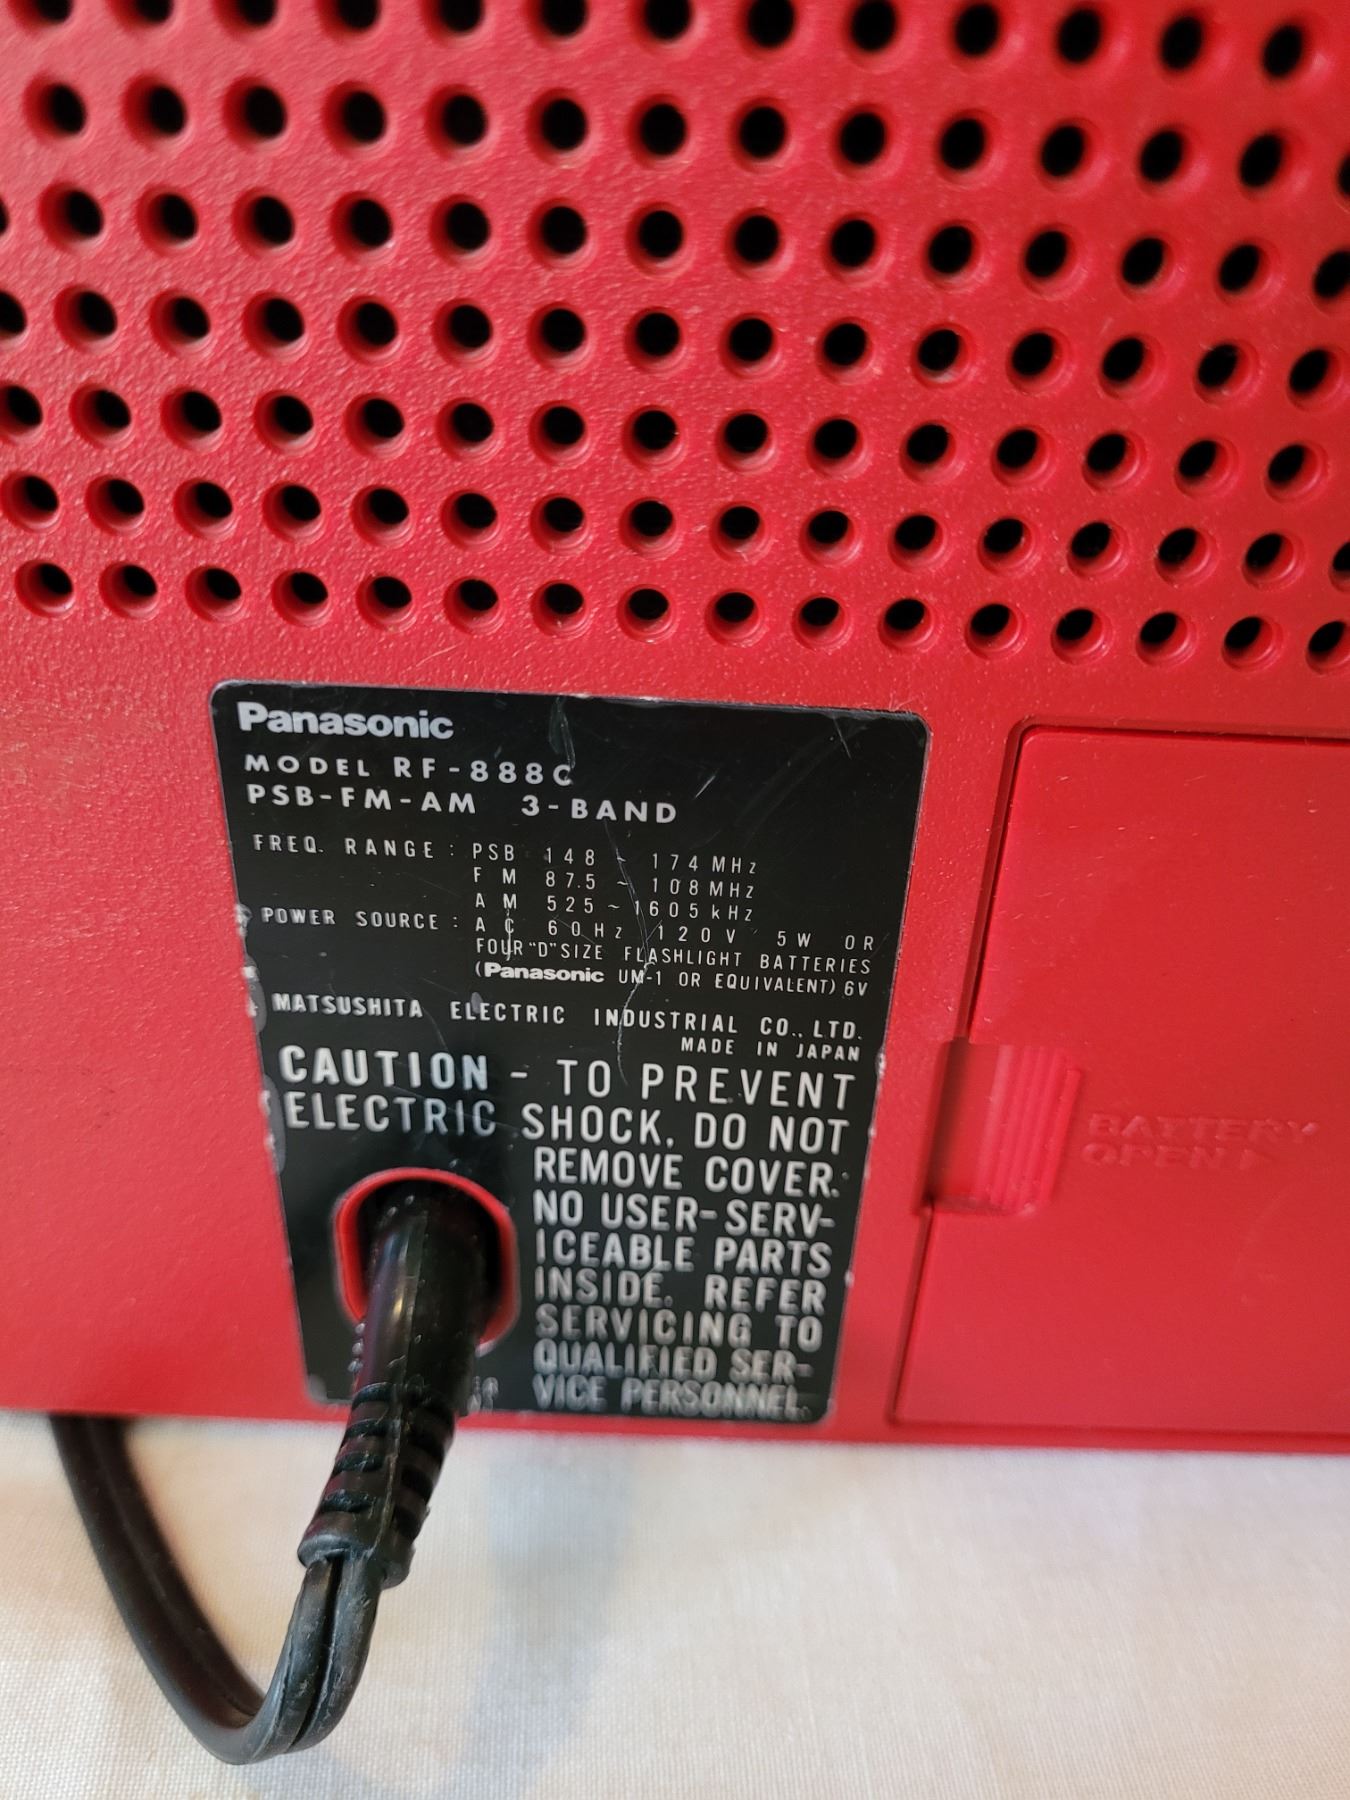 Panasonic
MODEL RF-888C
PSB-FM-AM 3-BAND
FREQ. RANGE : PSB 148 ~ 174 MHz
FM 87.5 ~ 108 MHz
AM 525 ~ 1605 kHz
POWER SOURCE : AC 60Hz 120V 5W OR
FOUR "D" SIZE FLASHLIGHT BATTERIES
(Panasonic UM-1 OR EQUIVALENT) 6V
MATSUSHITA ELECTRIC INDUSTRIAL CO., LTD.
MADE IN JAPAN
CAUTION - TO PREVENT
ELECTRIC SHOCK, DO NOT
REMOVE COVER.
NO USER-SERV-
ICEABLE PARTS
INSIDE. REFER
SERVICING TO
QUALIFIED SER-
VICE PERSONNEL.
BATTERY
OPEN